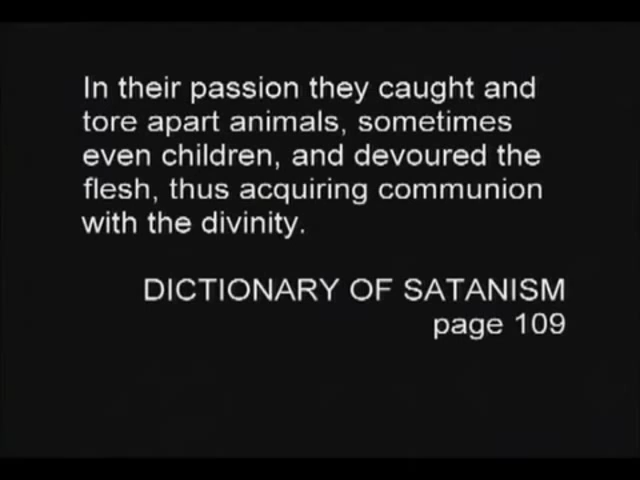 In their passion they caught and
tore apart animals, sometimes
even children, and devoured the
flesh, thus acquiring communion
with the divinity.
DICTIONARY OF SATANISM
page 109